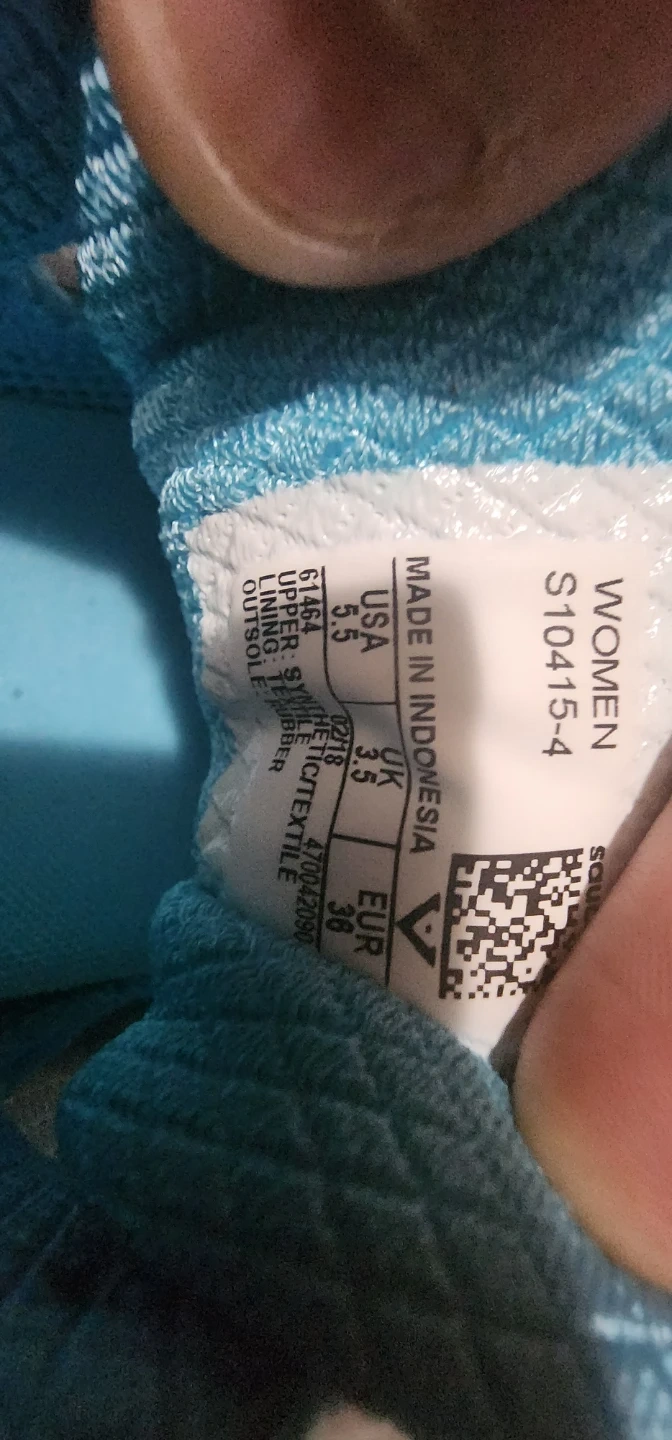 WOMEN
S10415-4
MADE IN INDONESIA
USA UK EUR
5.5 3.5 36
61464 02/18 470042090
UPPER: SYNTHETIC/TEXTILE
LINING: TEXTILE
OUTSOLE: RUBBER